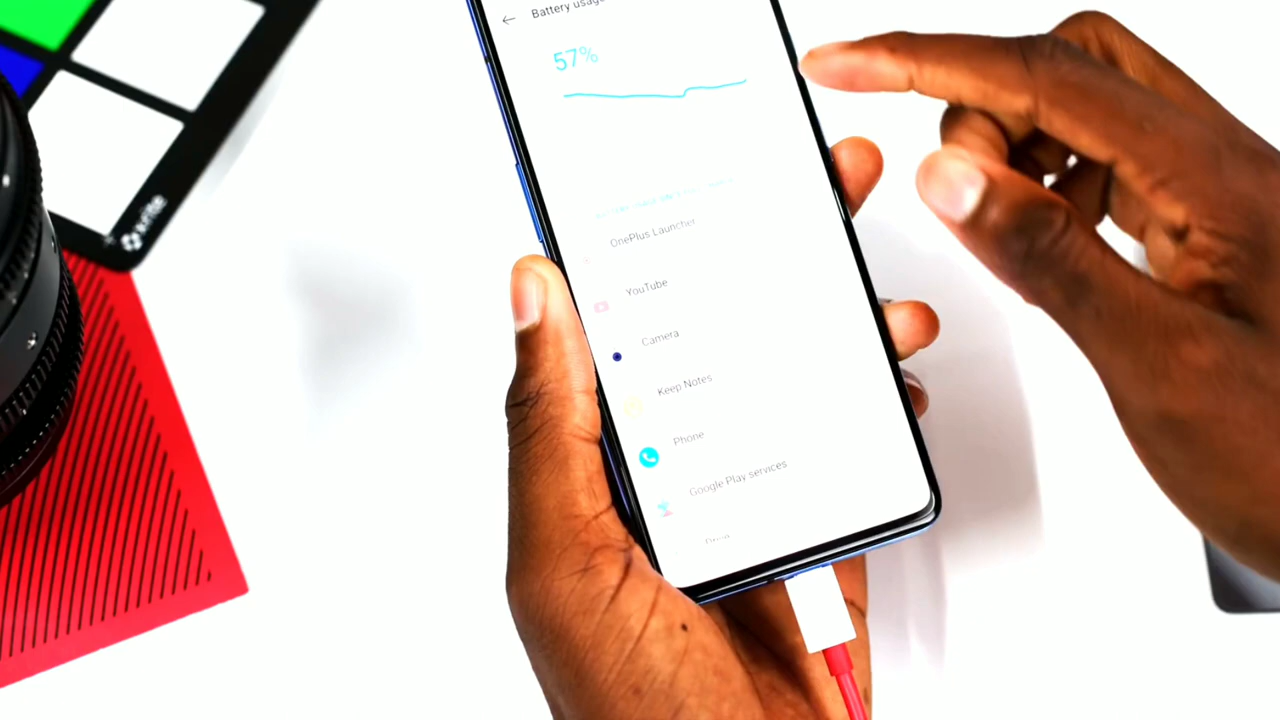 Battery usage
57%
OnePlus Launcher
YouTube
Camera
Keep Notes
Phone
Google Play services
x-rite